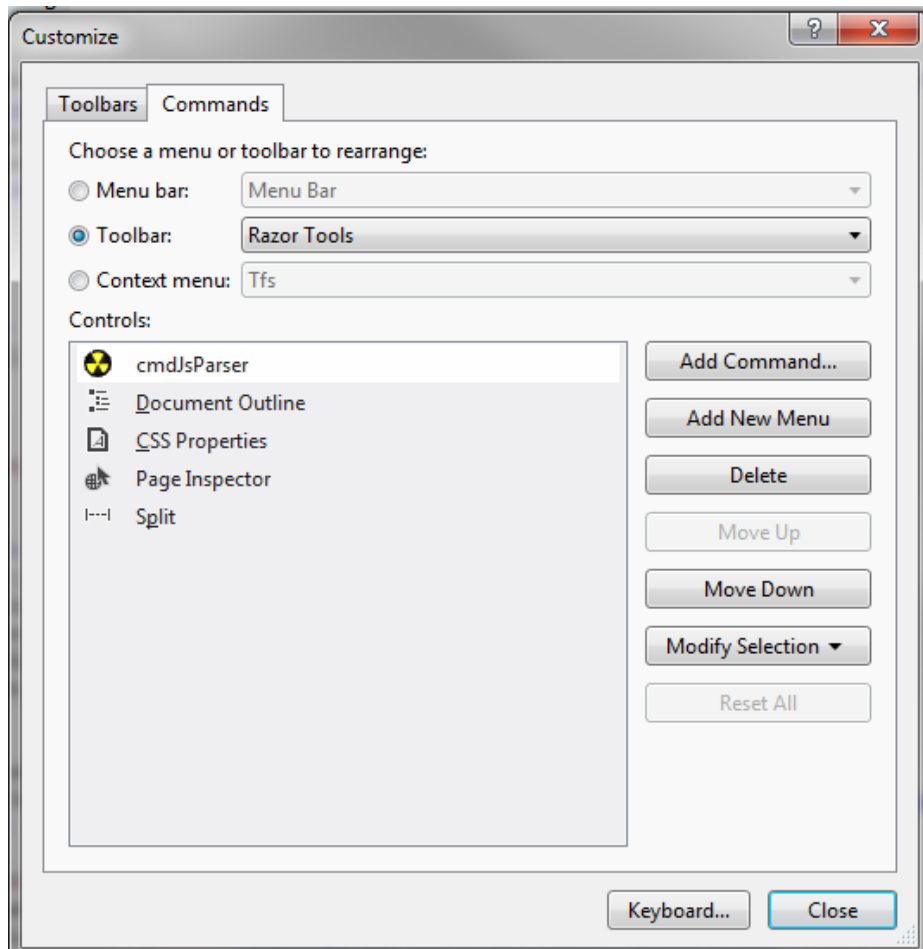 Customize
Toolbars Commands
Choose a menu or toolbar to rearrange:
Menu bar: Menu Bar
Toolbar: Razor Tools
Context menu: Tfs
Controls:
cmdJsParser
Document Outline
CSS Properties
Page Inspector
Split
Add Command...
Add New Menu
Delete
Move Up
Move Down
Modify Selection
Reset All
Keyboard... Close